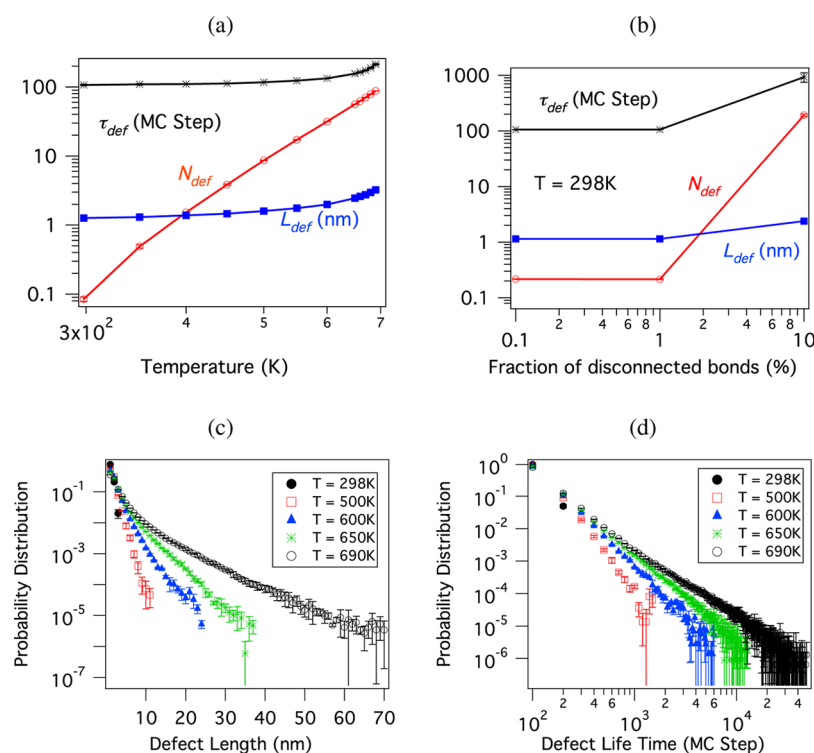 (a)
100
10
1
0.1
τdef (MC Step)
Ndef
Ldef (nm)
3x10²
4
5
6
7
Temperature (K)
(b)
1000
100
10
1
0.1
τdef (MC Step)
T = 298K
Ndef
Ldef (nm)
0.1
2
4
6
8
1
2
4
6
8
10
Fraction of disconnected bonds (%)
(c)
Probability Distribution
10⁻¹
10⁻³
10⁻⁵
10⁻⁷
T = 298K
T = 500K
T = 600K
T = 650K
T = 690K
10 20 30 40 50 60 70
Defect Length (nm)
(d)
Probability Distribution
10⁰
10⁻¹
10⁻²
10⁻³
10⁻⁴
10⁻⁵
10⁻⁶
T = 298K
T = 500K
T = 600K
T = 650K
T = 690K
10²
2
4
6
10³
2
4
6
10⁴
2
4
Defect Life Time (MC Step)